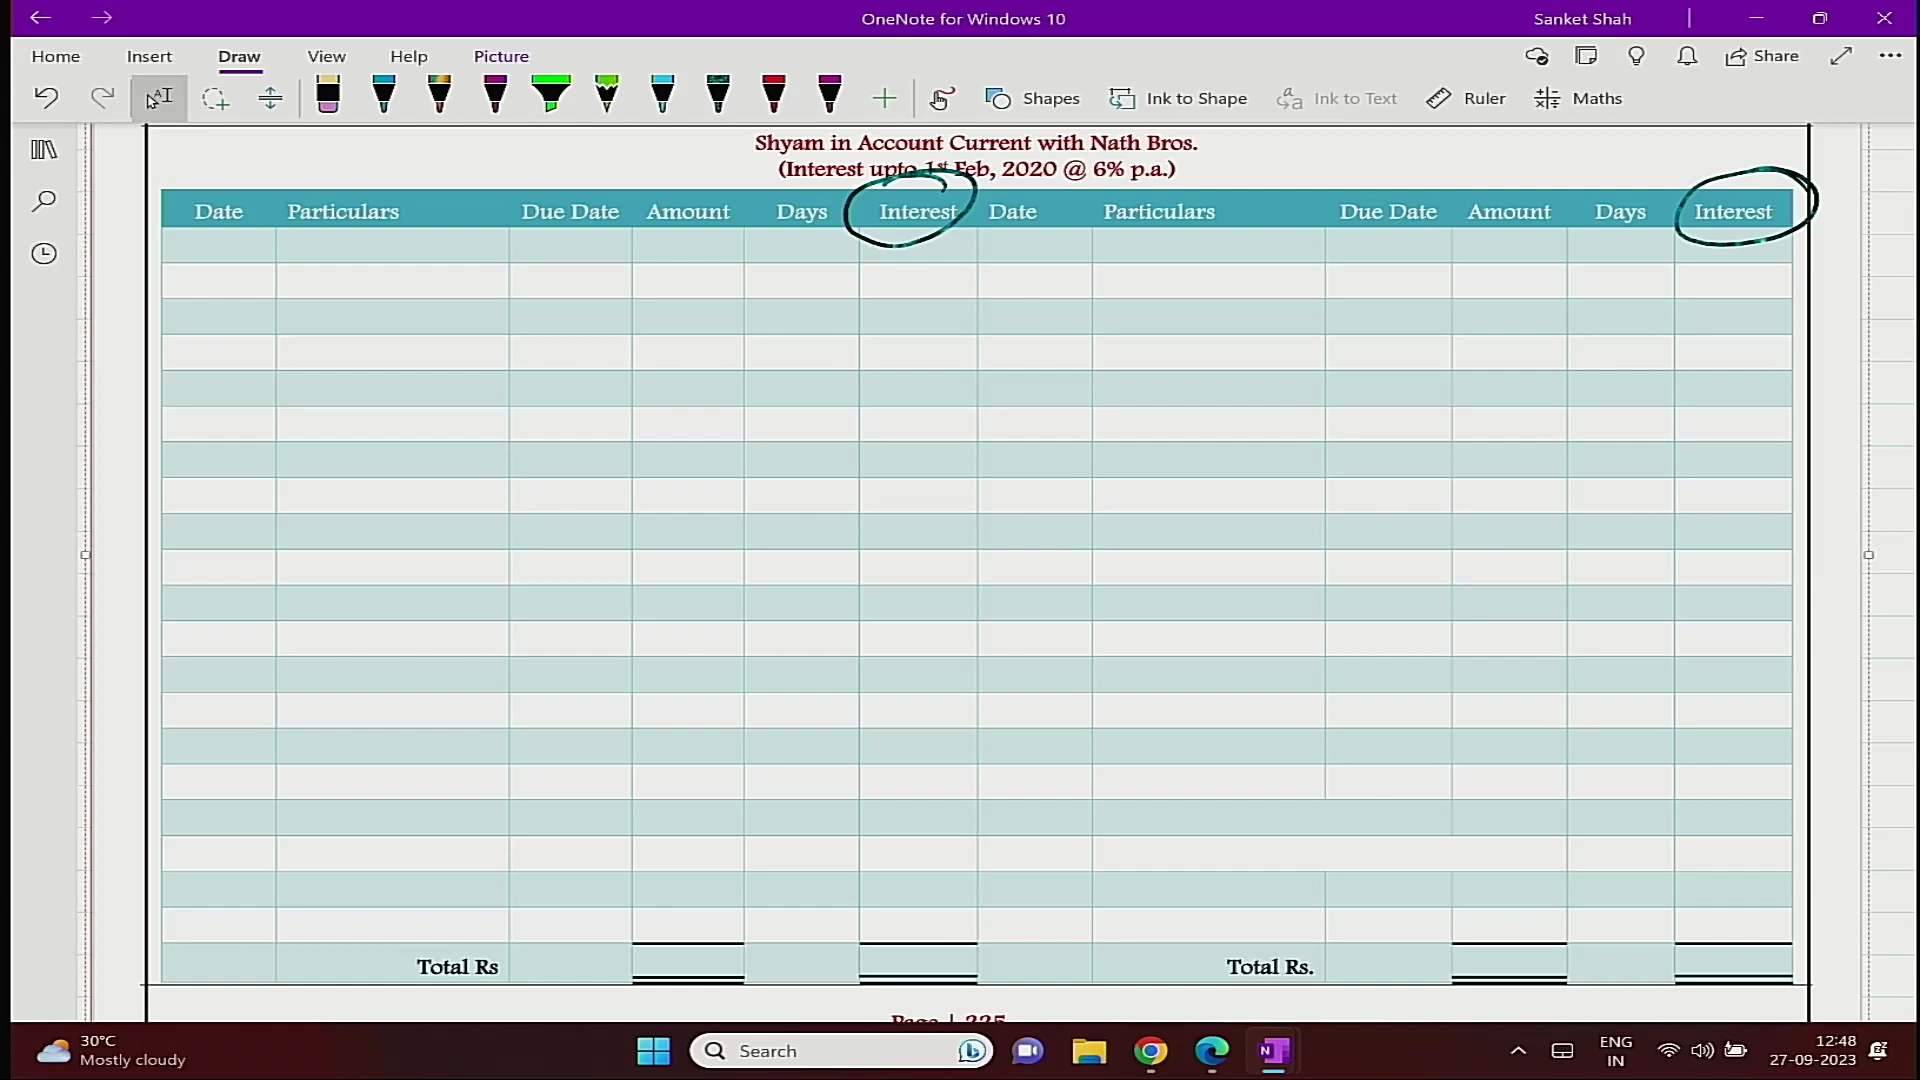 OneNote for Windows 10
Sanket Shah
Home Insert Draw View Help Picture Share
Shapes Ink to Shape Ink to Text Ruler Maths
Shyam in Account Current with Nath Bros.
(Interest upto 1st Feb, 2020 @ 6% p.a.)
Date Particulars Due Date Amount Days Interest Date Particulars Due Date Amount Days Interest
Total Rs Total Rs.
Page | 225
30°C
Mostly cloudy
Search
ENG
IN
12:48
27-09-2023